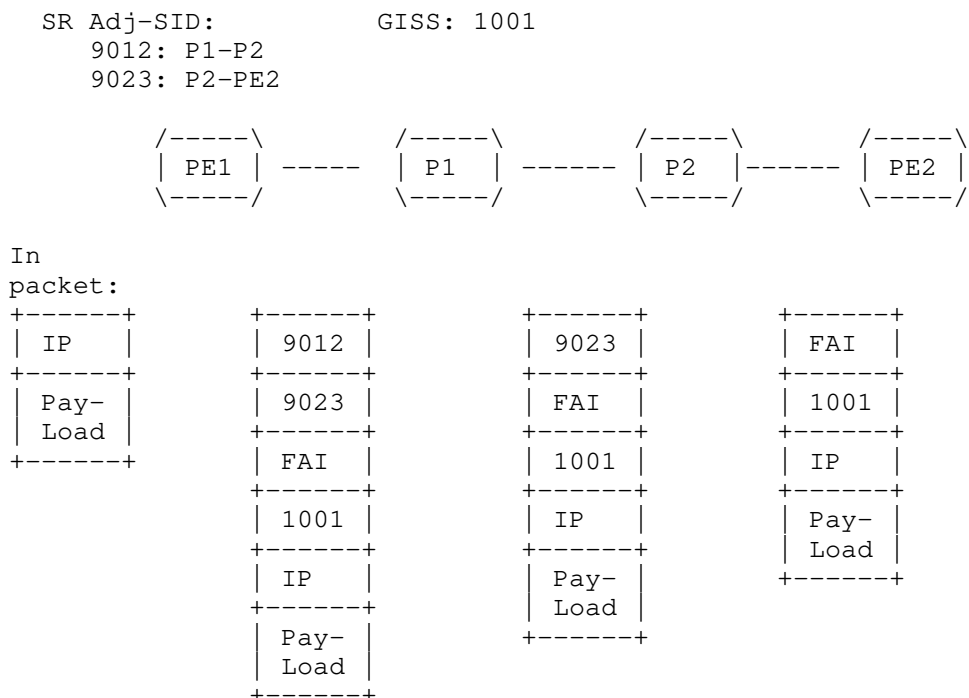 SR Adj-SID: GISS: 1001
9012: P1-P2
9023: P2-PE2
PE1 P1 P2 PE2
In
packet:
IP 9012 9023 FAI
Pay- 9023 FAI 1001
Load
FAI 1001 IP
1001 IP Pay-
Load
IP Pay-
Load
Pay-
Load